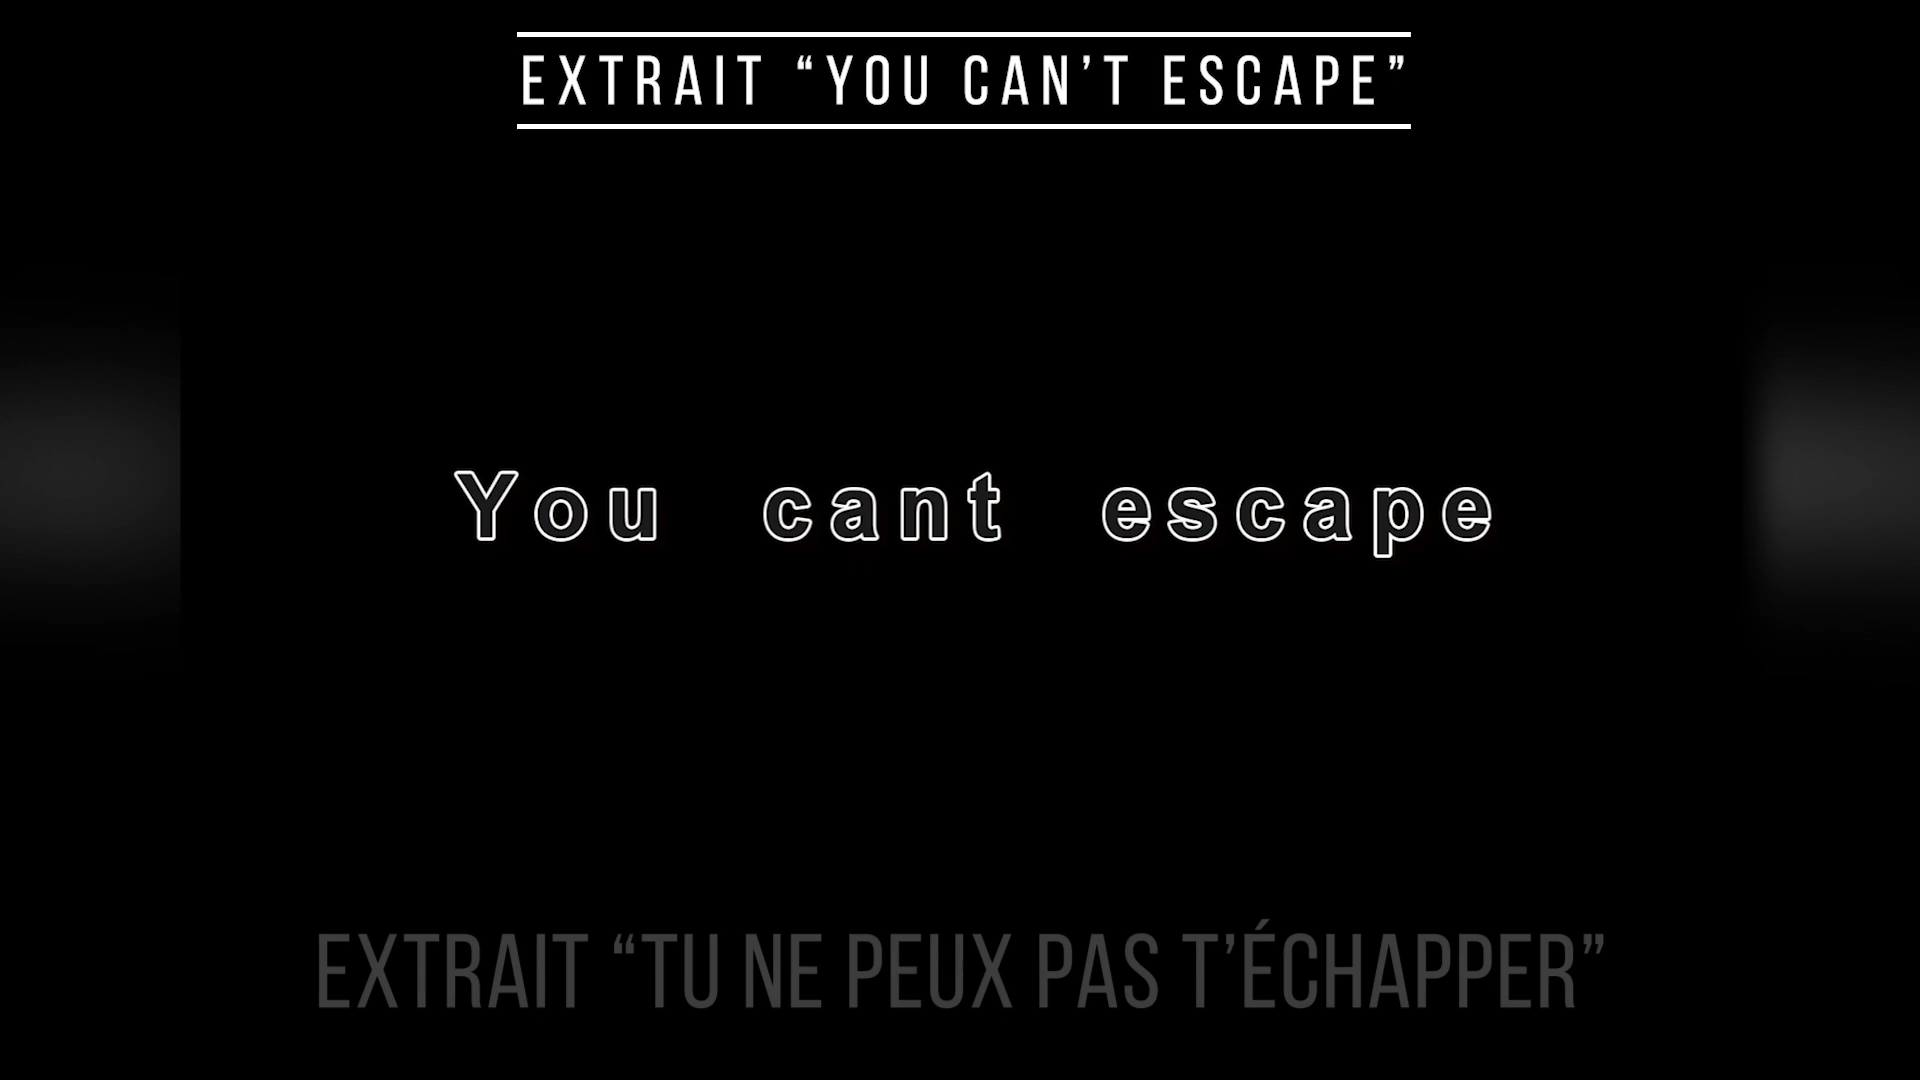 EXTRAIT “YOU CAN’T ESCAPE”
You cant escape
EXTRAIT “TU NE PEUX PAS T’ÉCHAPPER”